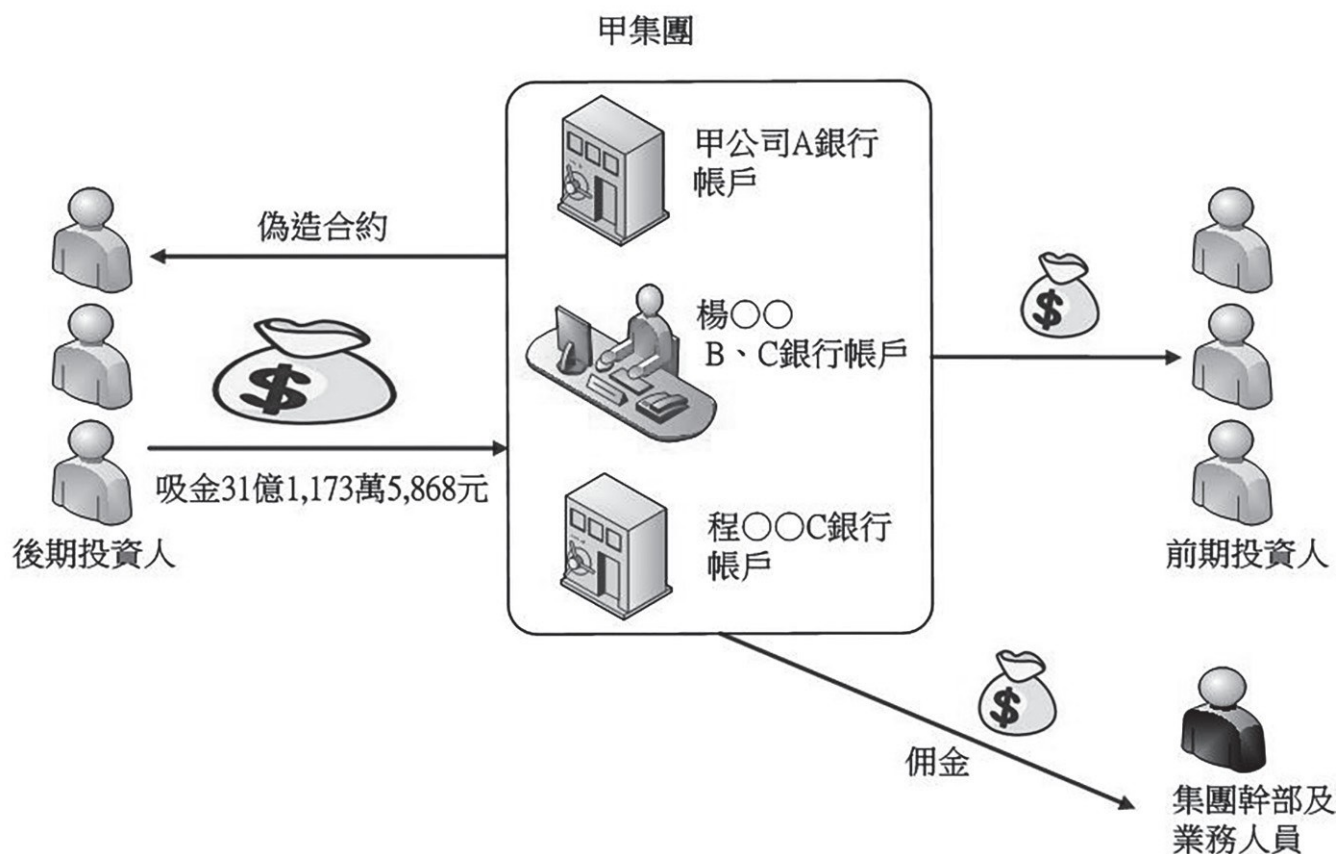 甲集團
甲公司A銀行
帳戶
偽造合約
楊○○
B、C銀行帳戶
吸金31億1,173萬5,868元
後期投資人
程○○C銀行
帳戶
前期投資人
佣金
集團幹部及
業務人員